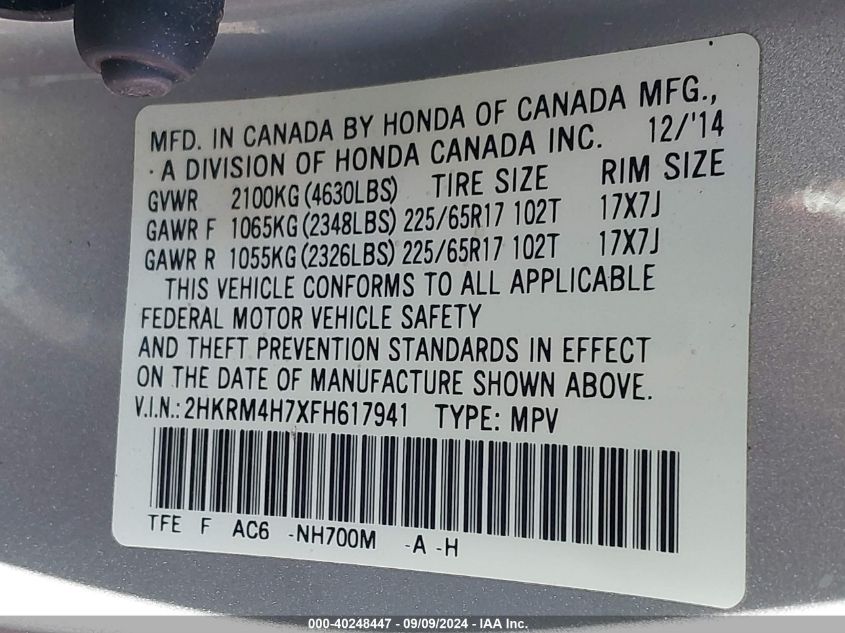 MFD. IN CANADA BY HONDA OF CANADA MFG.,
· A DIVISION OF HONDA CANADA INC. 12/'14
GVWR 2100KG (4630LBS) TIRE SIZE RIM SIZE
GAWR F 1065KG (2348LBS) 225/65R17 102T 17X7J
GAWR R 1055KG (2326LBS) 225/65R17 102T 17X7J
THIS VEHICLE CONFORMS TO ALL APPLICABLE
FEDERAL MOTOR VEHICLE SAFETY
AND THEFT PREVENTION STANDARDS IN EFFECT
ON THE DATE OF MANUFACTURE SHOWN ABOVE.
V.I.N.: 2HKRM4H7XFH617941 TYPE: MPV
TFE F AC6 -NH700M -A -H
000-40248447 - 09/09/2024 - IAA Inc.